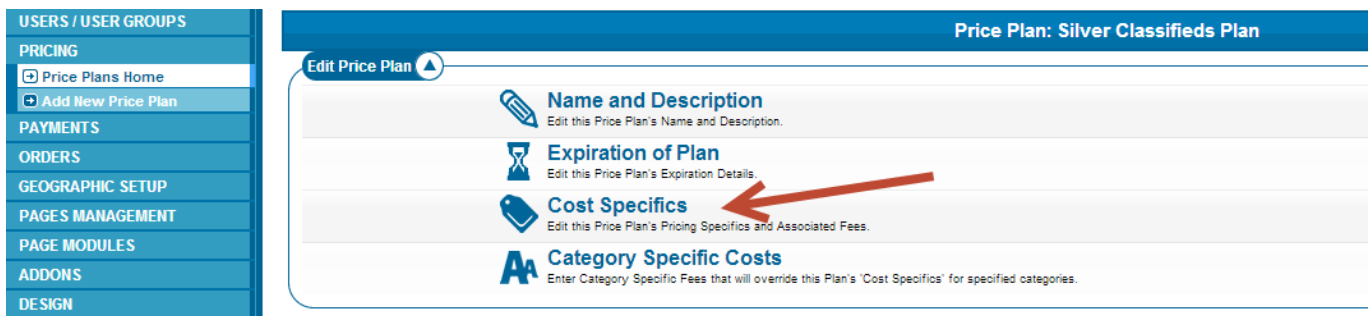 USERS / USER GROUPS
PRICING
Price Plans Home
Add New Price Plan
PAYMENTS
ORDERS
GEOGRAPHIC SETUP
PAGES MANAGEMENT
PAGE MODULES
ADDONS
DESIGN
Price Plan: Silver Classifieds Plan
Edit Price Plan
Name and Description
Edit this Price Plan's Name and Description.
Expiration of Plan
Edit this Price Plan's Expiration Details.
Cost Specifics
Edit this Price Plan's Pricing Specifics and Associated Fees.
Category Specific Costs
Enter Category Specific Fees that will override this Plan's 'Cost Specifics' for specified categories.